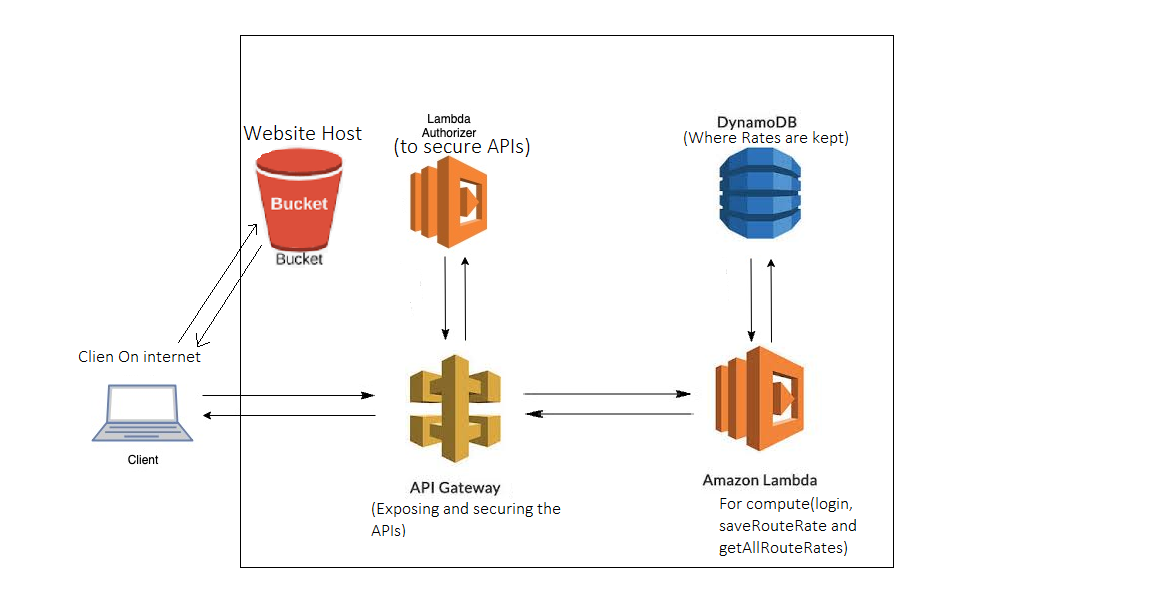 Website Host
Bucket
Bucket
Lambda
Authorizer
(to secure APIs)
DynamoDB
(Where Rates are kept)
Clien On internet
Client
API Gateway
(Exposing and securing the
APIs)
Amazon Lambda
For compute(login,
saveRouteRate and
getAllRouteRates)